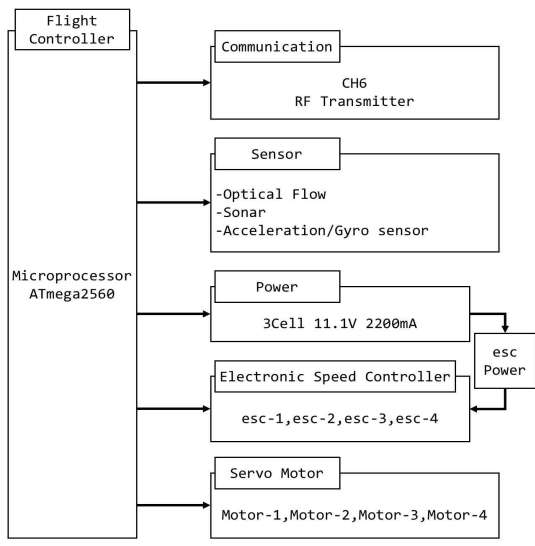 Flight
Controller
Microprocessor
ATmega2560
Communication
CH6
RF Transmitter
Sensor
-Optical Flow
-Sonar
-Acceleration/Gyro sensor
Power
3Cell 11.1V 2200mA
esc
Power
Electronic Speed Controller
esc-1,esc-2,esc-3,esc-4
Servo Motor
Motor-1,Motor-2,Motor-3,Motor-4